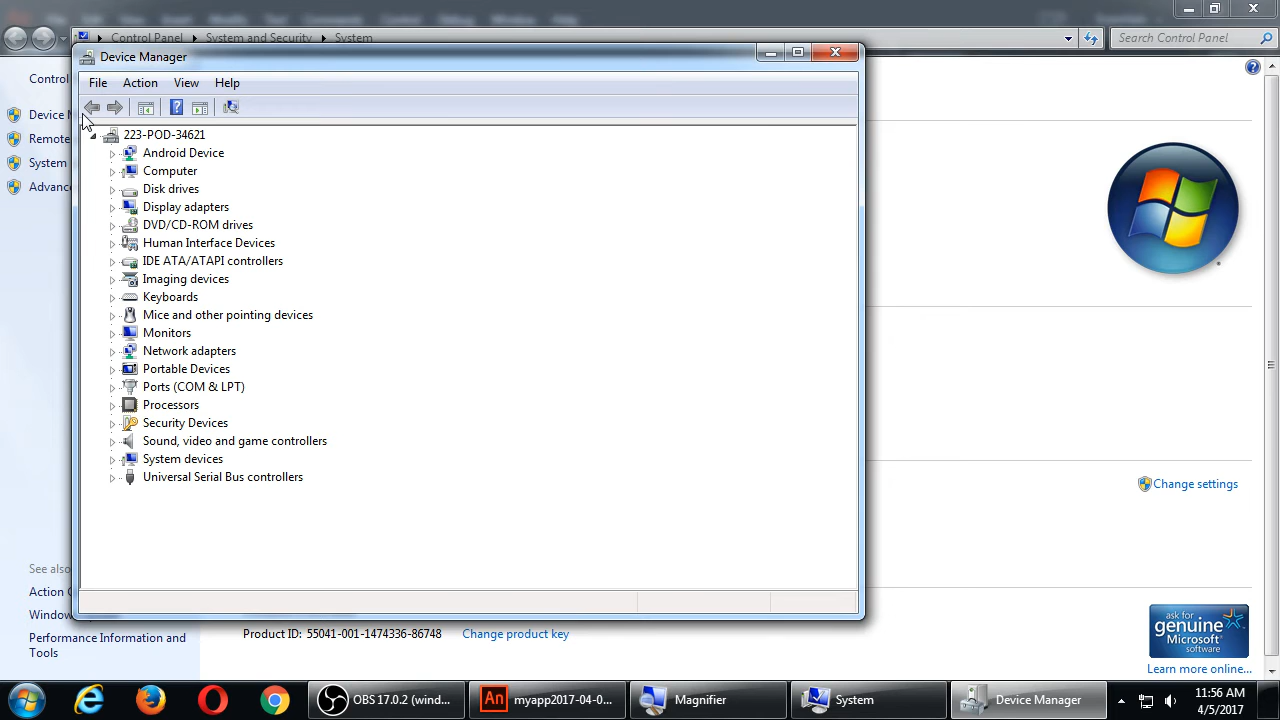 Control Panel
System and Security
System
Search Control Panel
Device Manager
File
Action
View
Help
Control
Device M
Remote
System
Advanc
223-POD-34621
Android Device
Computer
Disk drives
Display adapters
DVD/CD-ROM drives
Human Interface Devices
IDE ATA/ATAPI controllers
Imaging devices
Keyboards
Mice and other pointing devices
Monitors
Network adapters
Portable Devices
Ports (COM & LPT)
Processors
Security Devices
Sound, video and game controllers
System devices
Universal Serial Bus controllers
Change settings
See also
Action C
Window
Performance Information and
Tools
Product ID: 55041-001-1474336-86748
Change product key
ask for
genuine
Microsoft
software
Learn more online...
OBS 17.0.2 (wind...
An
myapp2017-04-0...
Magnifier
System
Device Manager
11:56 AM
4/5/2017